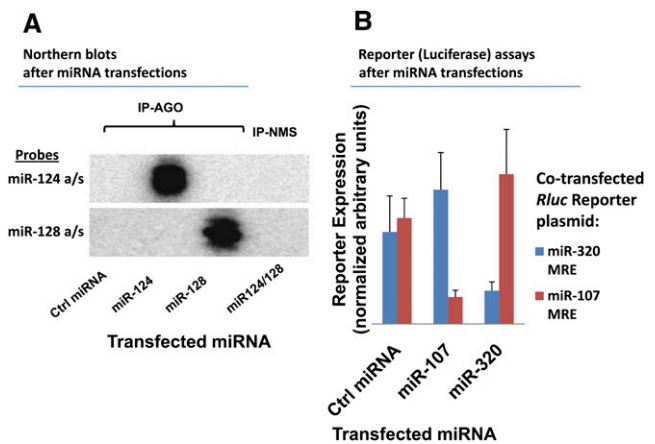 A
Northern blots
after miRNA transfections
IP-AGO
IP-NMS
Probes
miR-124 a/s
miR-128 a/s
Ctrl miRNA
miR-124
miR-128
miR124/128
Transfected miRNA
B
Reporter (Luciferase) assays
after miRNA transfections
Reporter Expression
(normalized arbitrary units)
Ctrl miRNA
miR-107
miR-320
Transfected miRNA
Co-transfected
Rluc Reporter
plasmid:
miR-320
MRE
miR-107
MRE